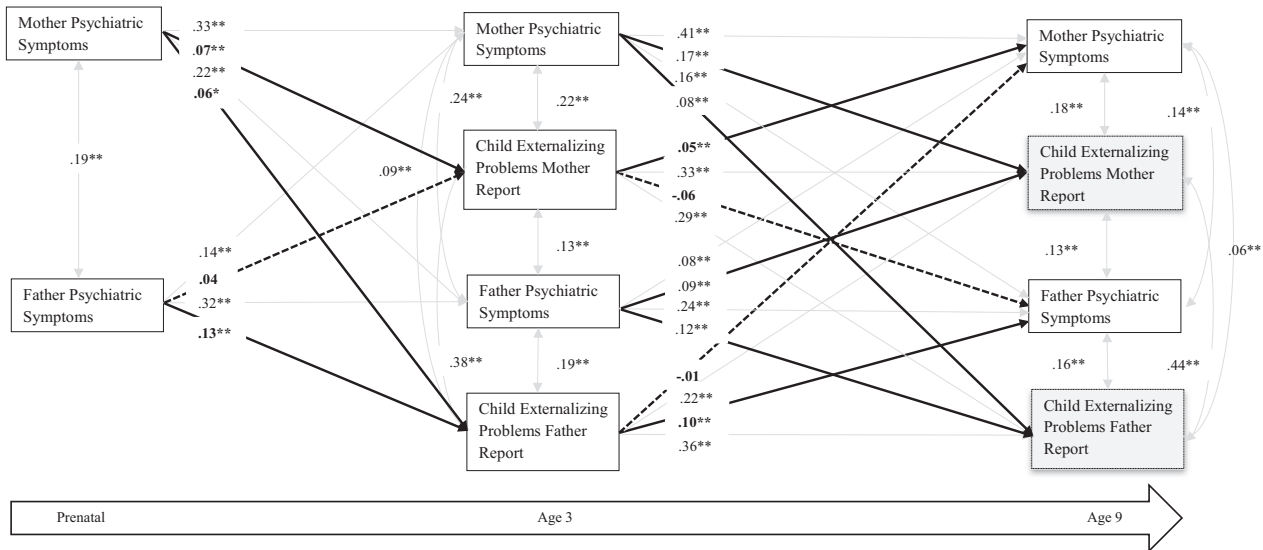 Mother Psychiatric
Symptoms
.33**
.07**
.22**
.06*
.19**
.14**
.04
.32**
.13**
Father Psychiatric
Symptoms
.09**
Mother Psychiatric
Symptoms
.24**
.22**
Child Externalizing
Problems Mother
Report
.13**
Father Psychiatric
Symptoms
.38**
.19**
Child Externalizing
Problems Father
Report
.41**
.17**
.16**
.08**
.05**
.33**
-.06
.29**
.08**
.09**
.24**
.12**
-.01
.22**
.10**
.36**
Mother Psychiatric
Symptoms
.18**
.14**
Child Externalizing
Problems Mother
Report
.13**
.06**
Father Psychiatric
Symptoms
.16**
.44**
Child Externalizing
Problems Father
Report
Prenatal
Age 3
Age 9